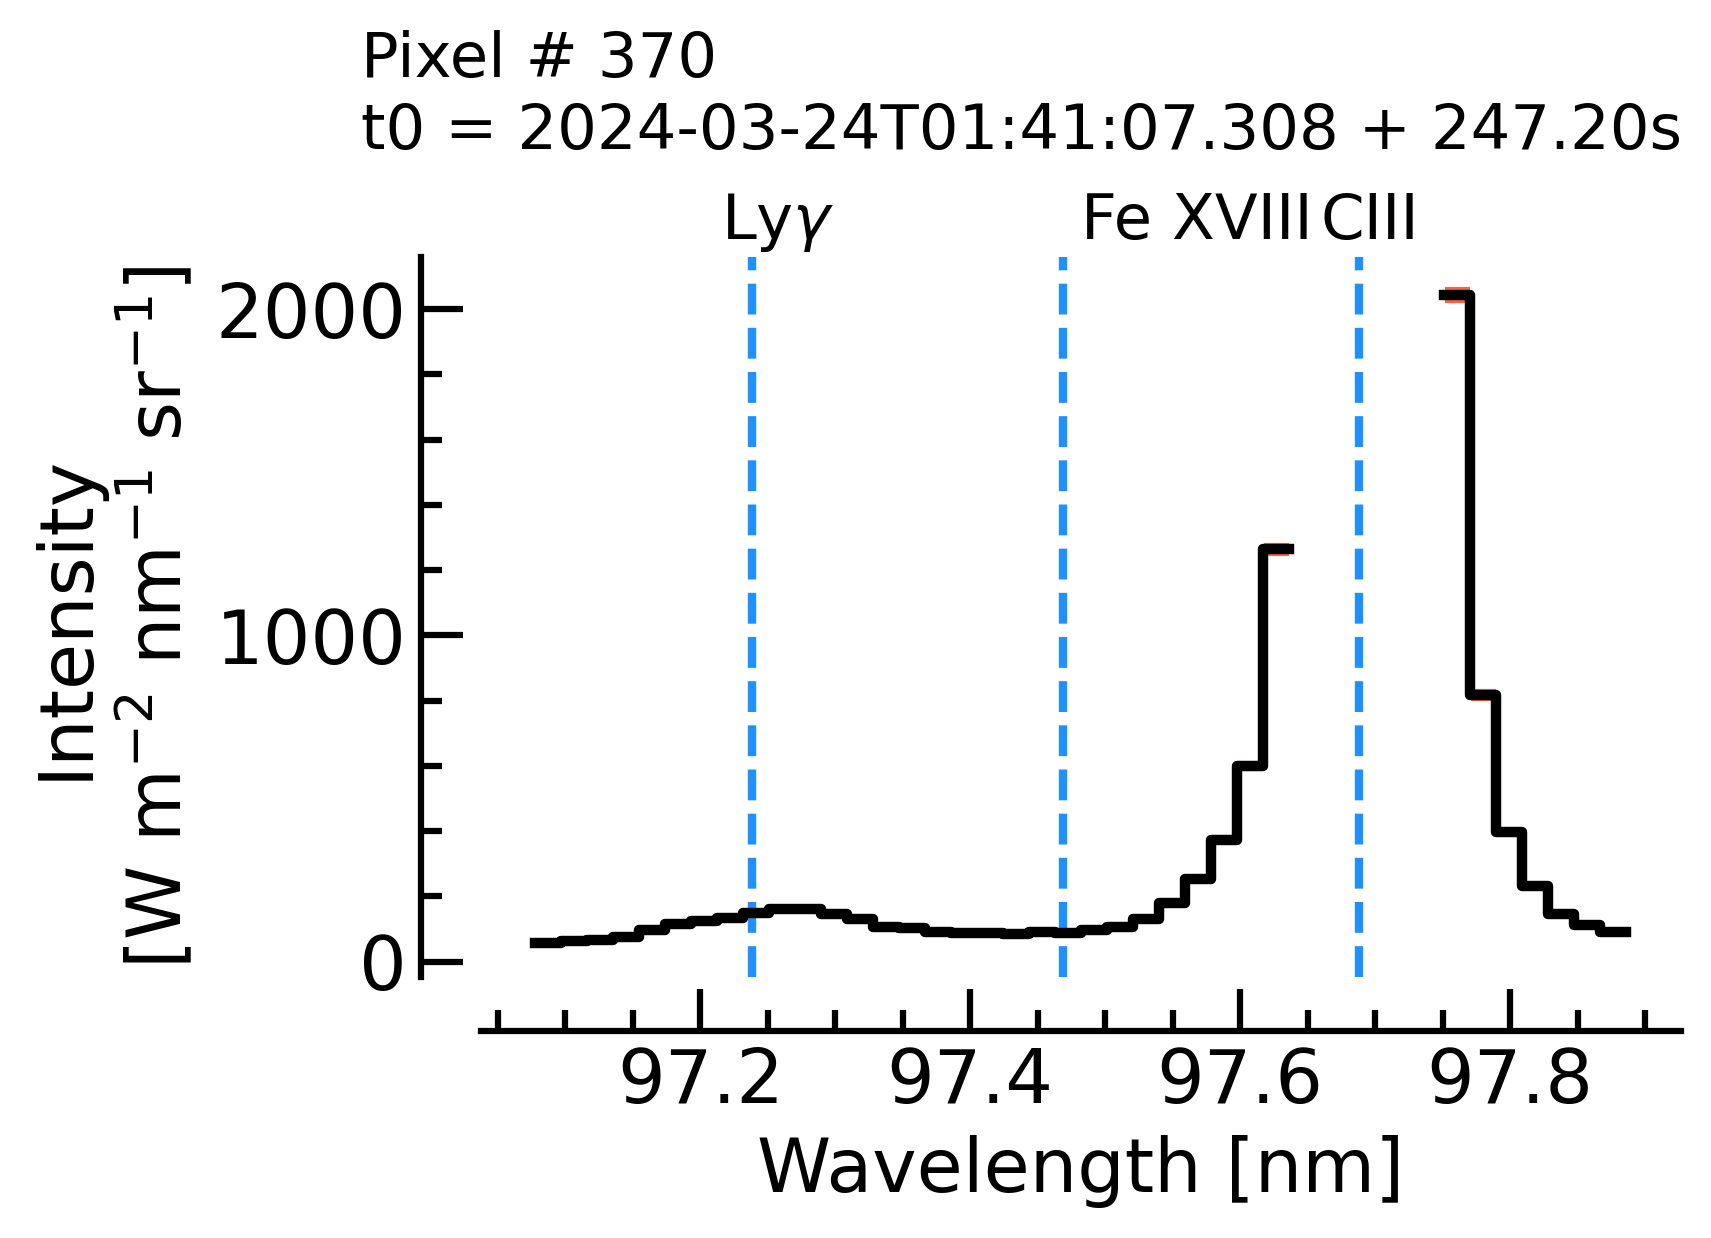 Pixel # 370
t0 = 2024-03-24T01:41:07.308 + 247.20s
Lyγ Fe XVIII CIII
Intensity
[W m⁻² nm⁻¹ sr⁻¹]
2000
1000
0
97.2 97.4 97.6 97.8
Wavelength [nm]